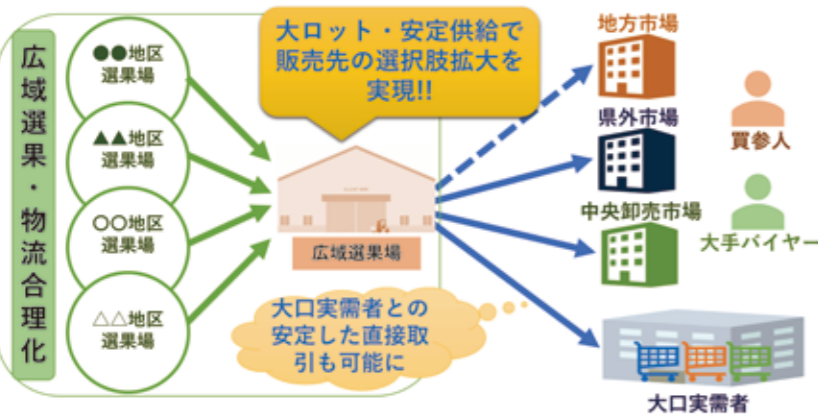 広域選果・物流合理化
●●地区
選果場
▲▲地区
選果場
○○地区
選果場
△△地区
選果場
大ロット・安定供給で
販売先の選択肢拡大を
実現!!
広域選果場
大口実需者との
安定した直接取
引も可能に
地方市場
県外市場
中央卸売市場
大口実需者
買参人
大手バイヤー